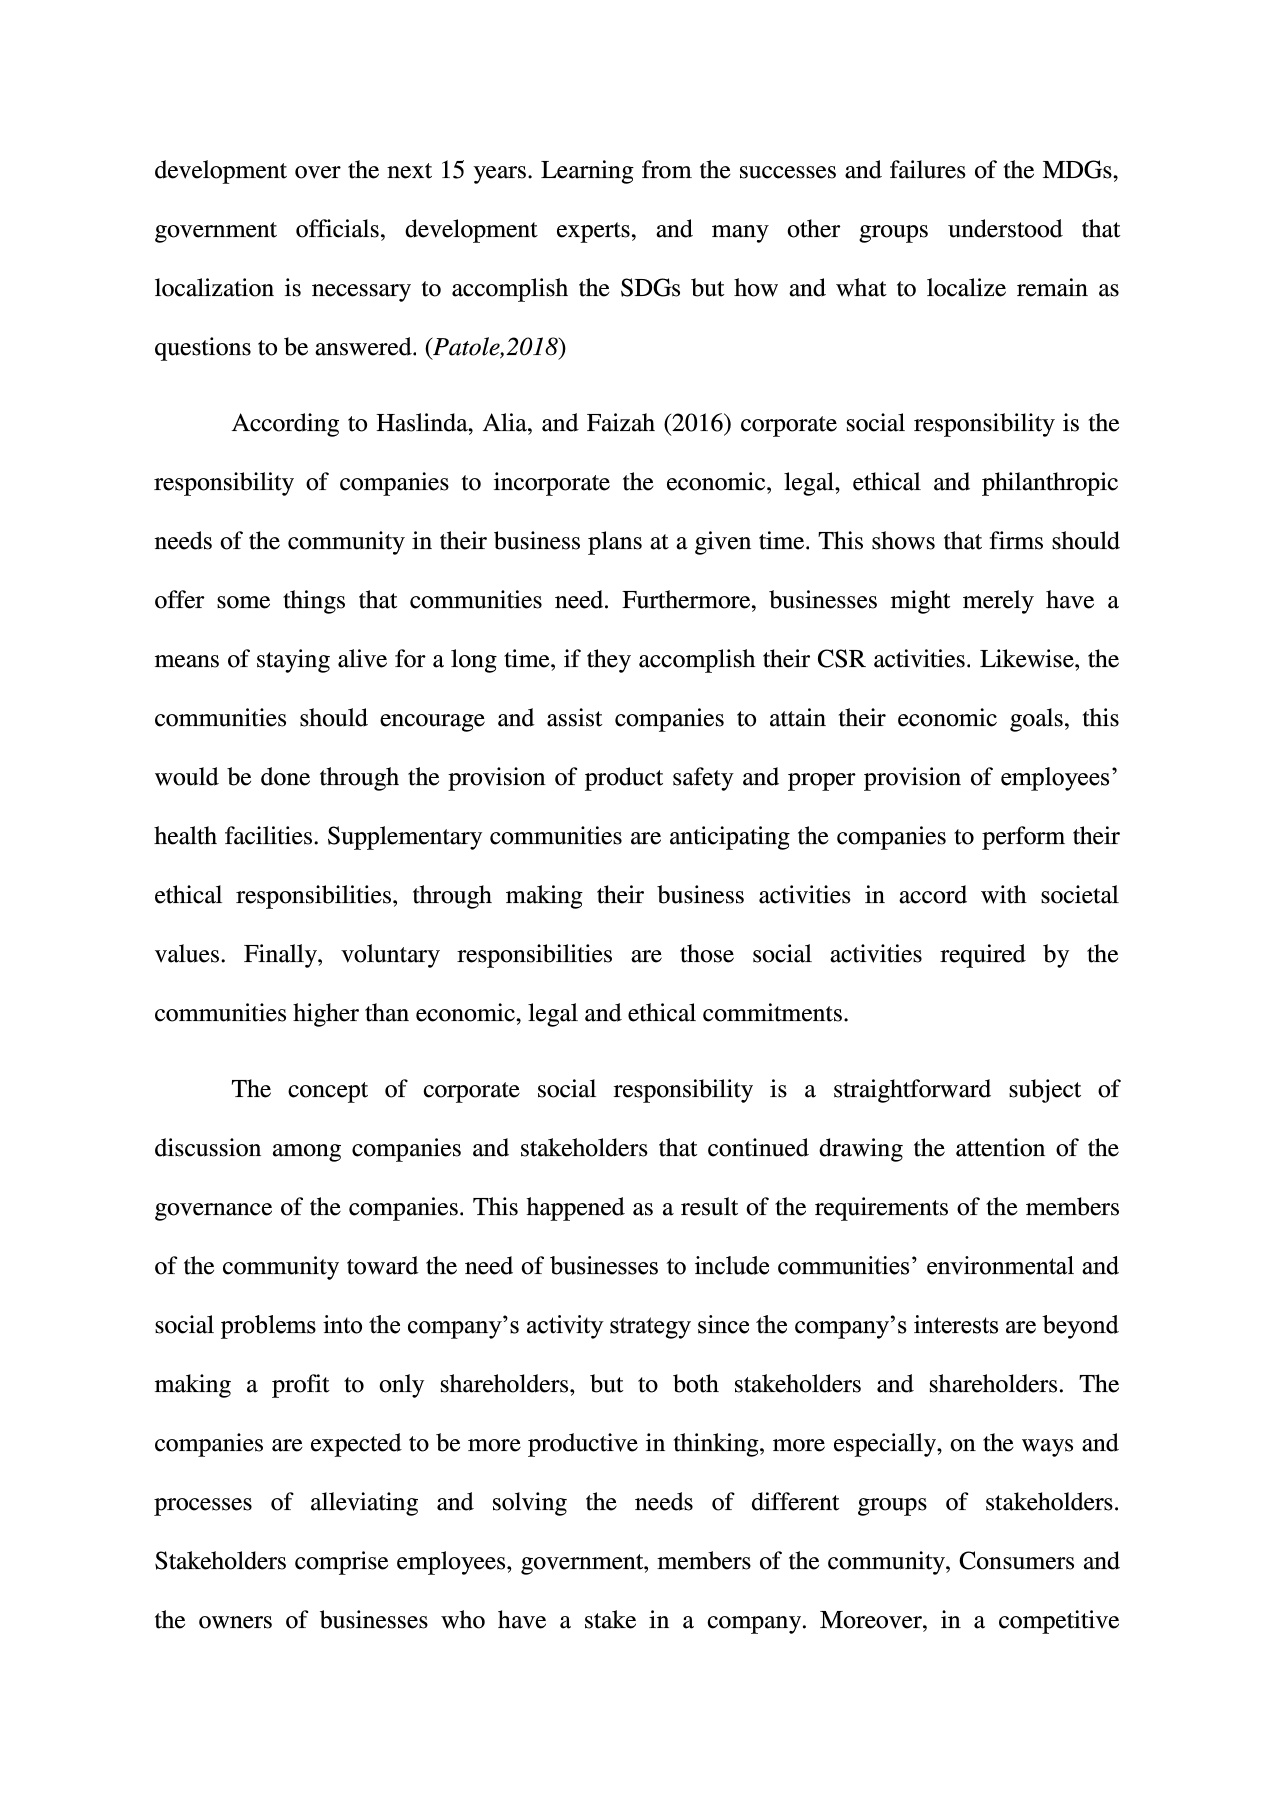 development over the next 15 years. Learning from the successes and failures of the MDGs,
government officials, development experts, and many other groups understood that
localization is necessary to accomplish the SDGs but how and what to localize remain as
questions to be answered. (Patole,2018)
According to Haslinda, Alia, and Faizah (2016) corporate social responsibility is the
responsibility of companies to incorporate the economic, legal, ethical and philanthropic
needs of the community in their business plans at a given time. This shows that firms should
offer some things that communities need. Furthermore, businesses might merely have a
means of staying alive for a long time, if they accomplish their CSR activities. Likewise, the
communities should encourage and assist companies to attain their economic goals, this
would be done through the provision of product safety and proper provision of employees’
health facilities. Supplementary communities are anticipating the companies to perform their
ethical responsibilities, through making their business activities in accord with societal
values. Finally, voluntary responsibilities are those social activities required by the
communities higher than economic, legal and ethical commitments.
The concept of corporate social responsibility is a straightforward subject of
discussion among companies and stakeholders that continued drawing the attention of the
governance of the companies. This happened as a result of the requirements of the members
of the community toward the need of businesses to include communities’ environmental and
social problems into the company’s activity strategy since the company’s interests are beyond
making a profit to only shareholders, but to both stakeholders and shareholders. The
companies are expected to be more productive in thinking, more especially, on the ways and
processes of alleviating and solving the needs of different groups of stakeholders.
Stakeholders comprise employees, government, members of the community, Consumers and
the owners of businesses who have a stake in a company. Moreover, in a competitive